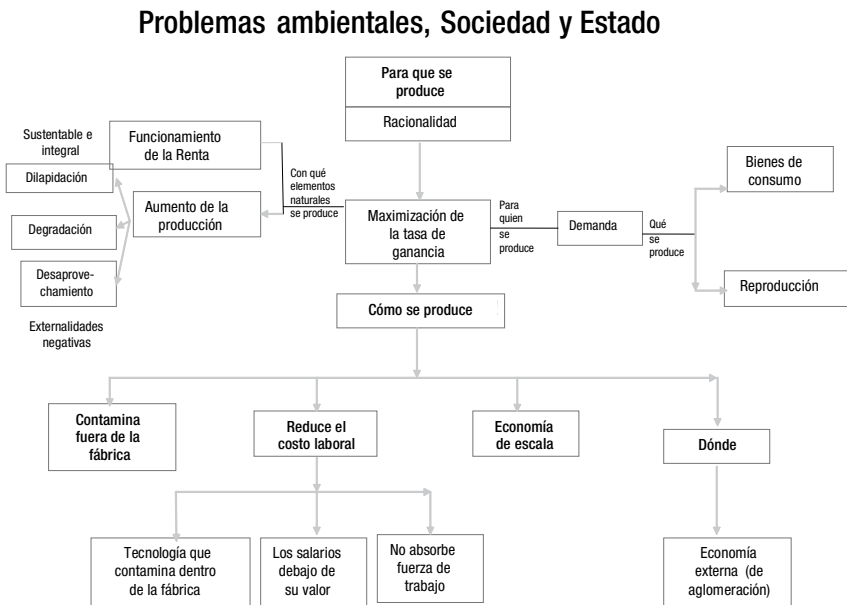 Problemas ambientales, Sociedad y Estado
Para que se
produce
Racionalidad
Sustentable e
integral
Funcionamiento
de la Renta
Dilapidación
Degradación
Desaprove-
chamiento
Externalidades
negativas
Aumento de la
producción
Con qué
elementos
naturales
se produce
Maximización de
la tasa de
ganancia
Para
quien
se
produce
Demanda
Qué
se
produce
Bienes de
consumo
Reproducción
Cómo se produce
Contamina
fuera de la
fábrica
Reduce el
costo laboral
Economía
de escala
Dónde
Tecnología que
contamina dentro
de la fábrica
Los salarios
debajo de
su valor
No absorbe
fuerza de
trabajo
Economía
externa (de
aglomeración)